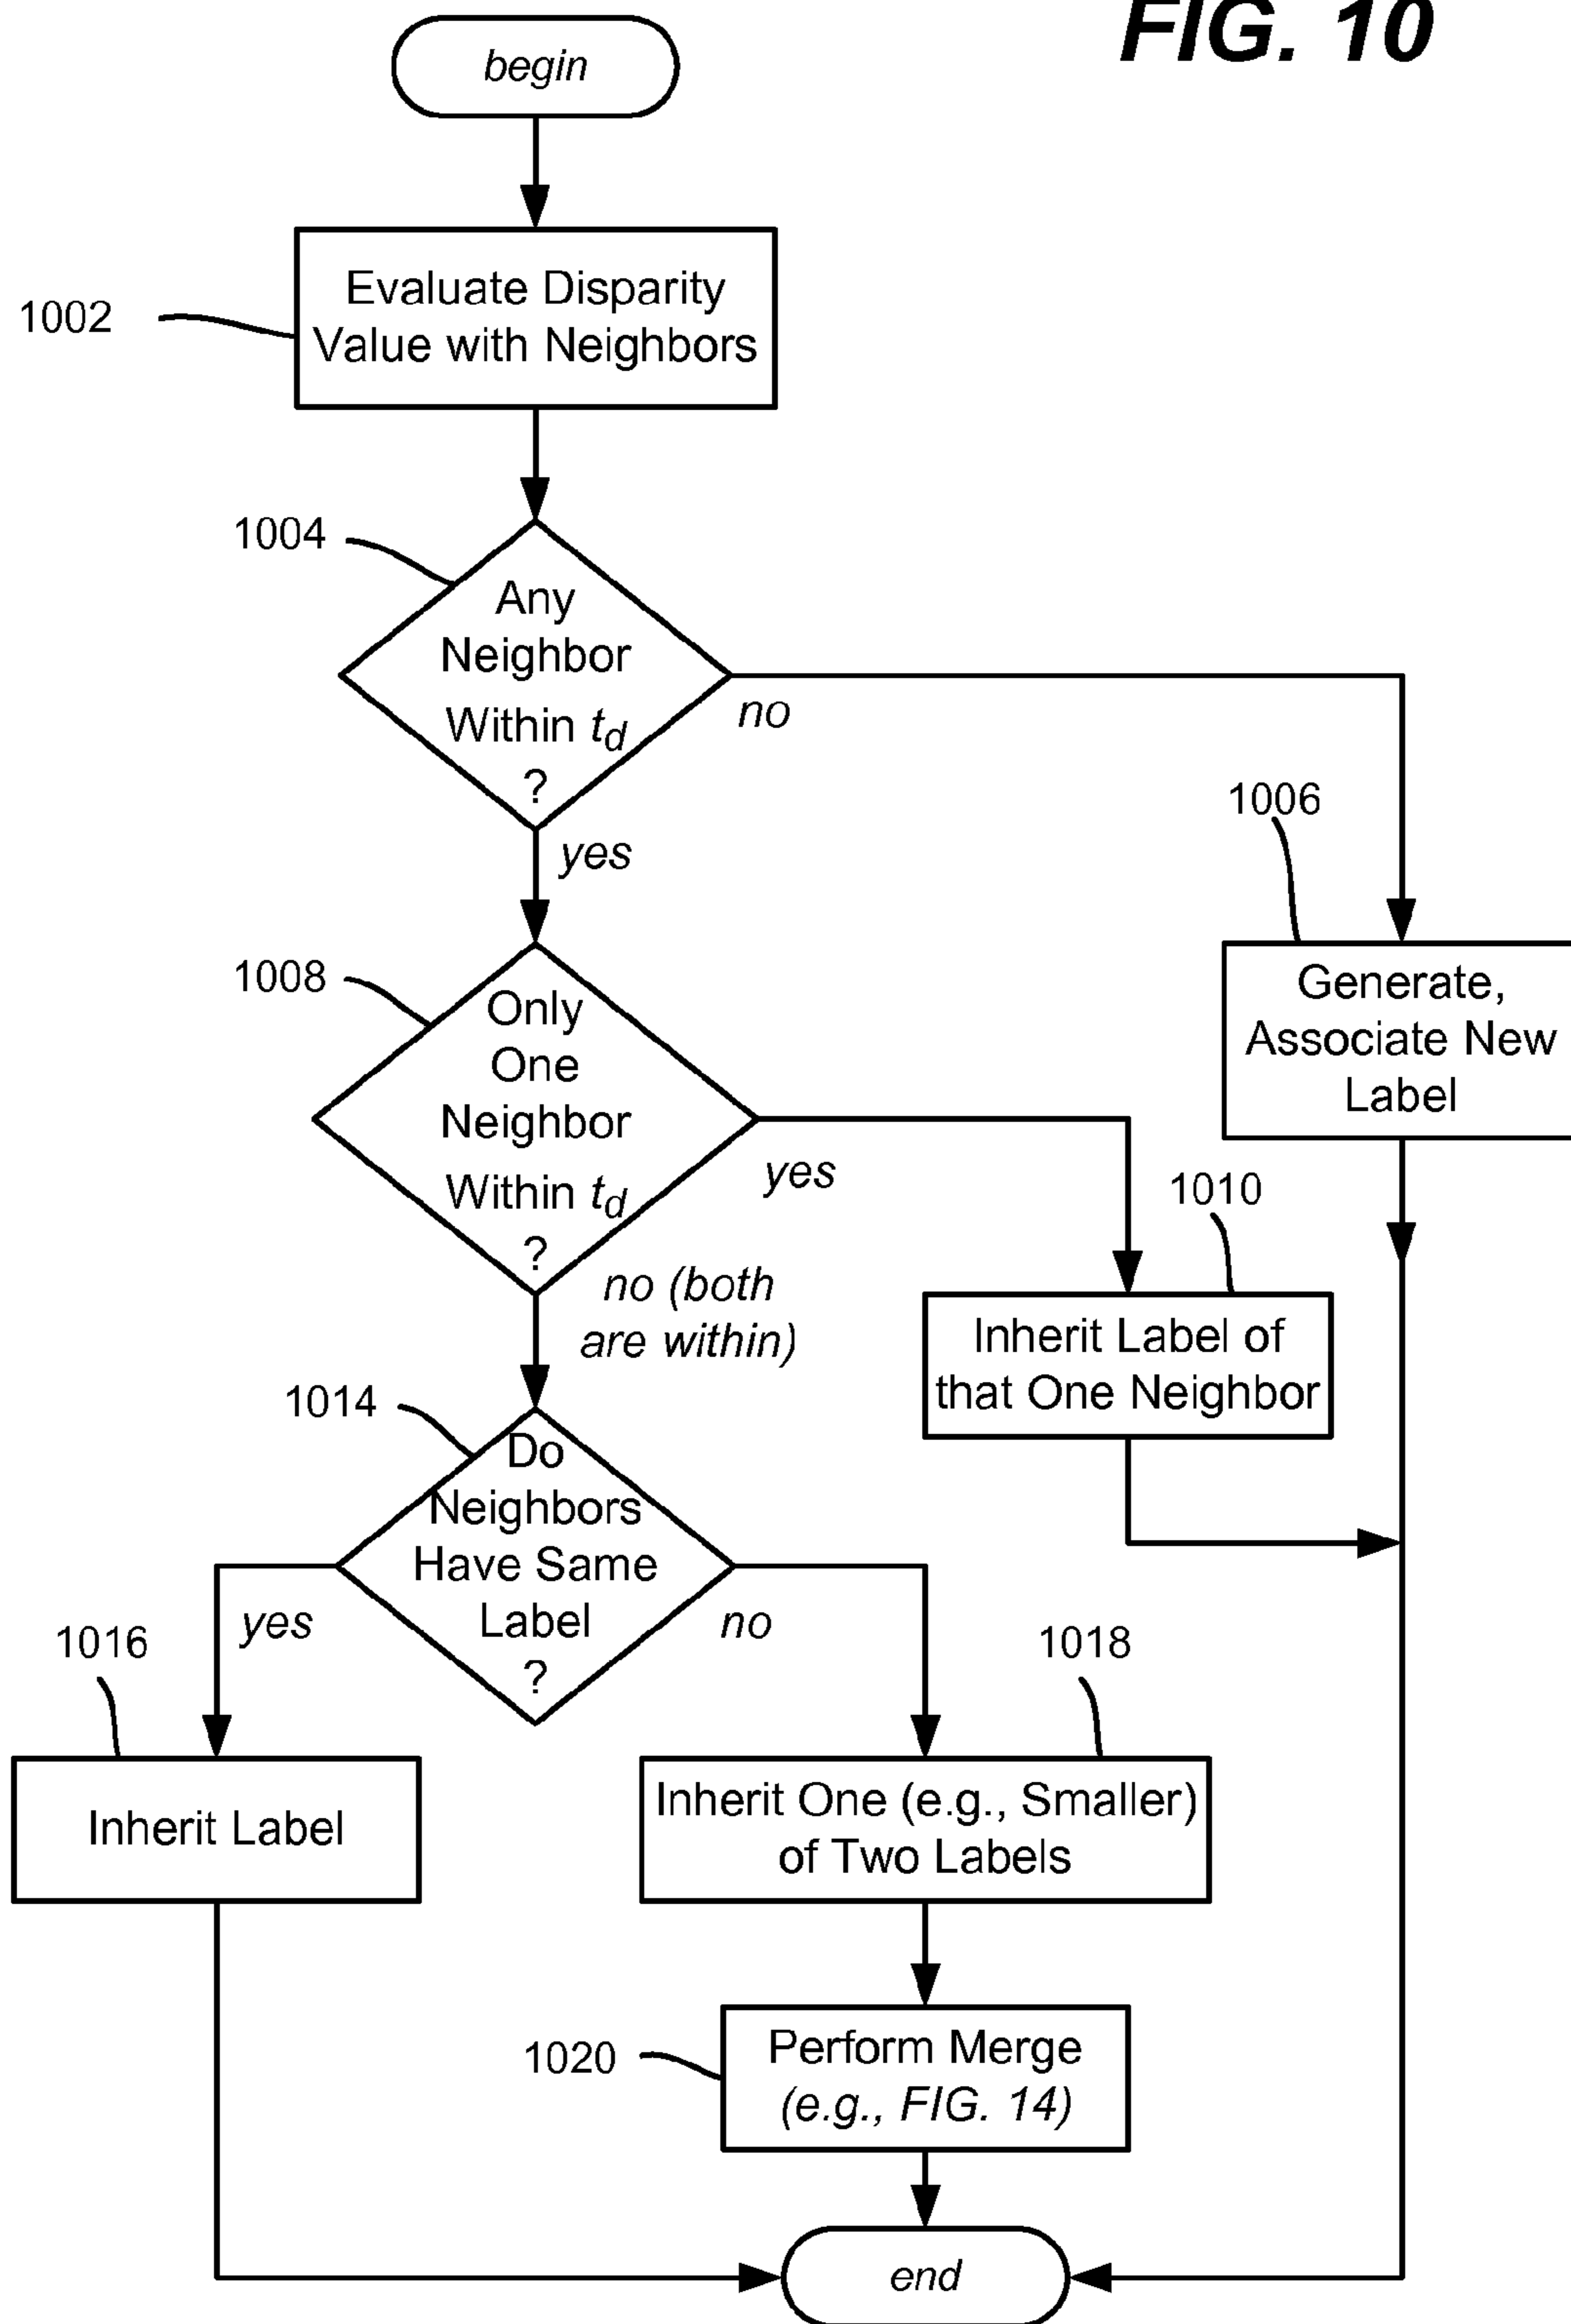 FIG. 10
begin
1002
Evaluate Disparity
Value with Neighbors
1004
Any
Neighbor
Within t_d
?
no
yes
1006
Generate,
Associate New
Label
1008
Only
One
Neighbor
Within t_d
?
yes
no (both
are within)
1010
Inherit Label of
that One Neighbor
1014
Do
Neighbors
Have Same
Label
?
yes
no
1016
Inherit Label
1018
Inherit One (e.g., Smaller)
of Two Labels
1020
Perform Merge
(e.g., FIG. 14)
end